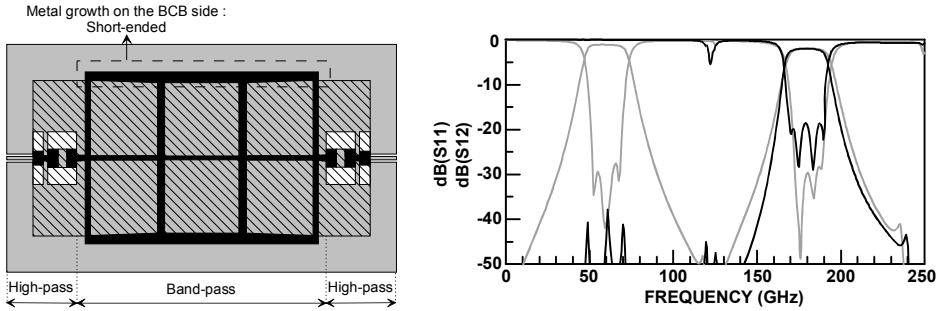 Metal growth on the BCB side :
Short-ended
High-pass
Band-pass
High-pass
dB(S11)
dB(S12)
0
-10
-20
-30
-40
-50
0
50
100
150
200
250
FREQUENCY (GHz)